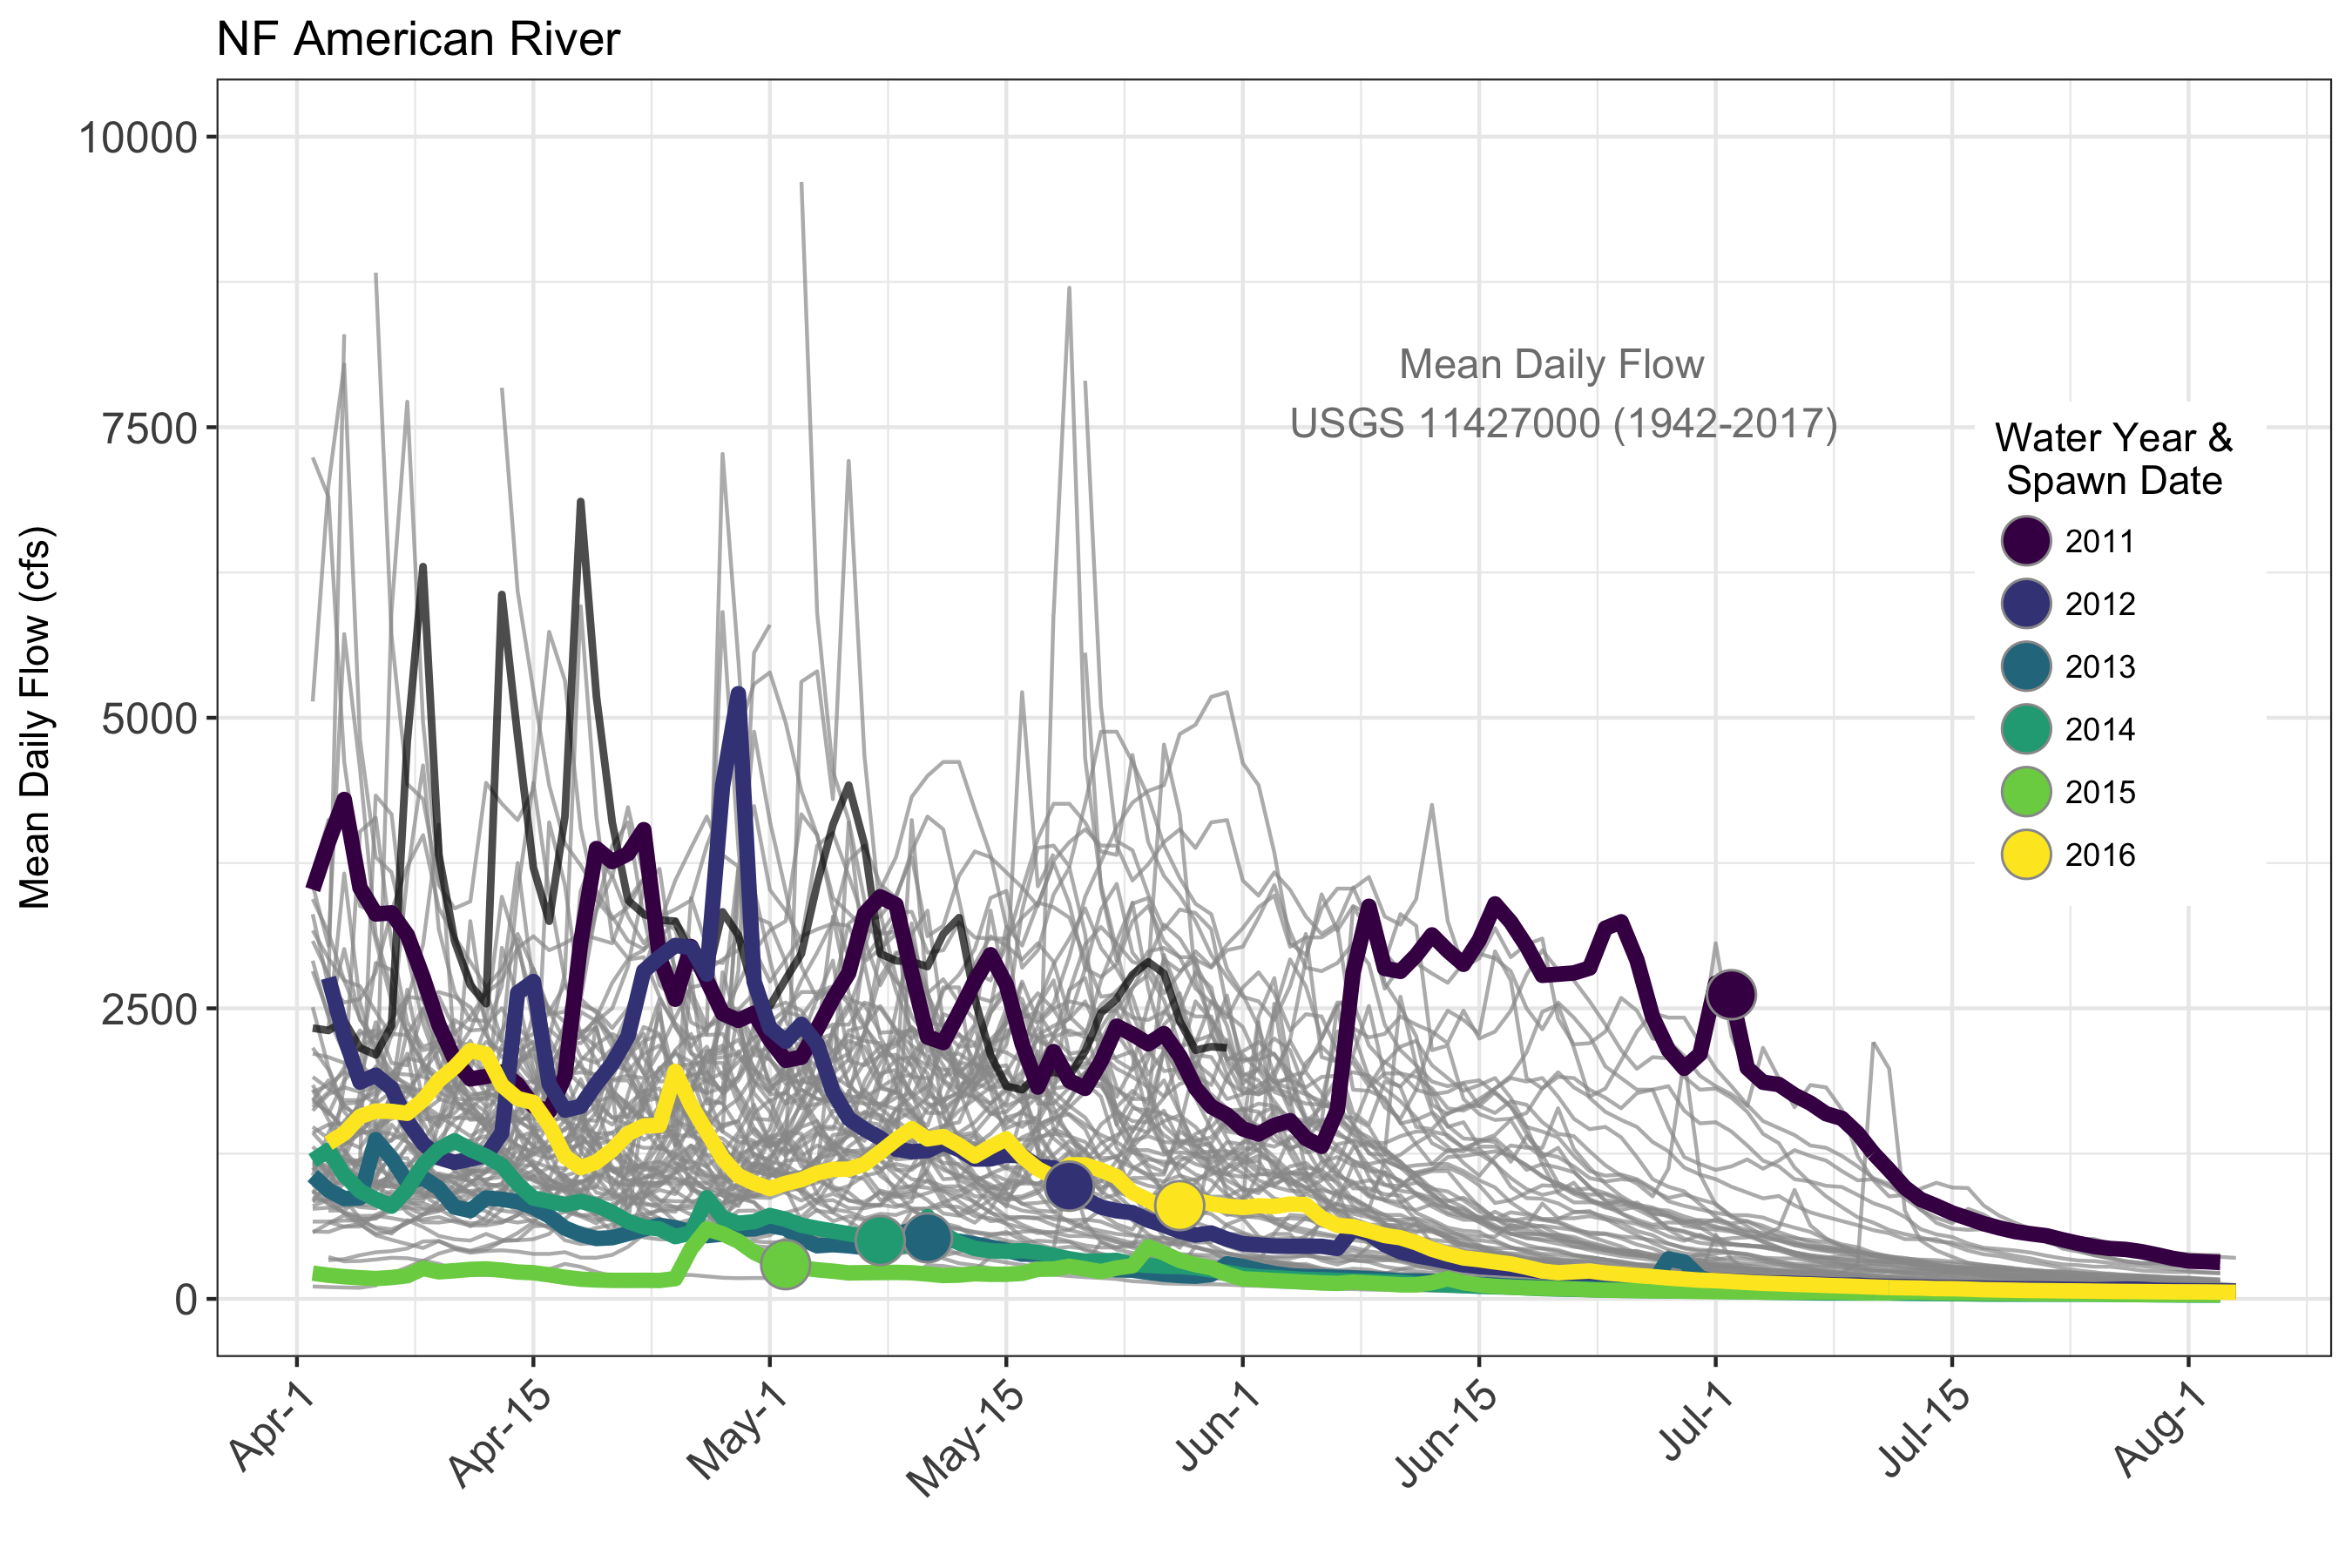 NF American River
10000
7500
5000
2500
0
Mean Daily Flow (cfs)
Mean Daily Flow
USGS 11427000 (1942-2017)
Water Year &
Spawn Date
2011
2012
2013
2014
2015
2016
Apr-1
Apr-15
May-1
May-15
Jun-1
Jun-15
Jul-1
Jul-15
Aug-1